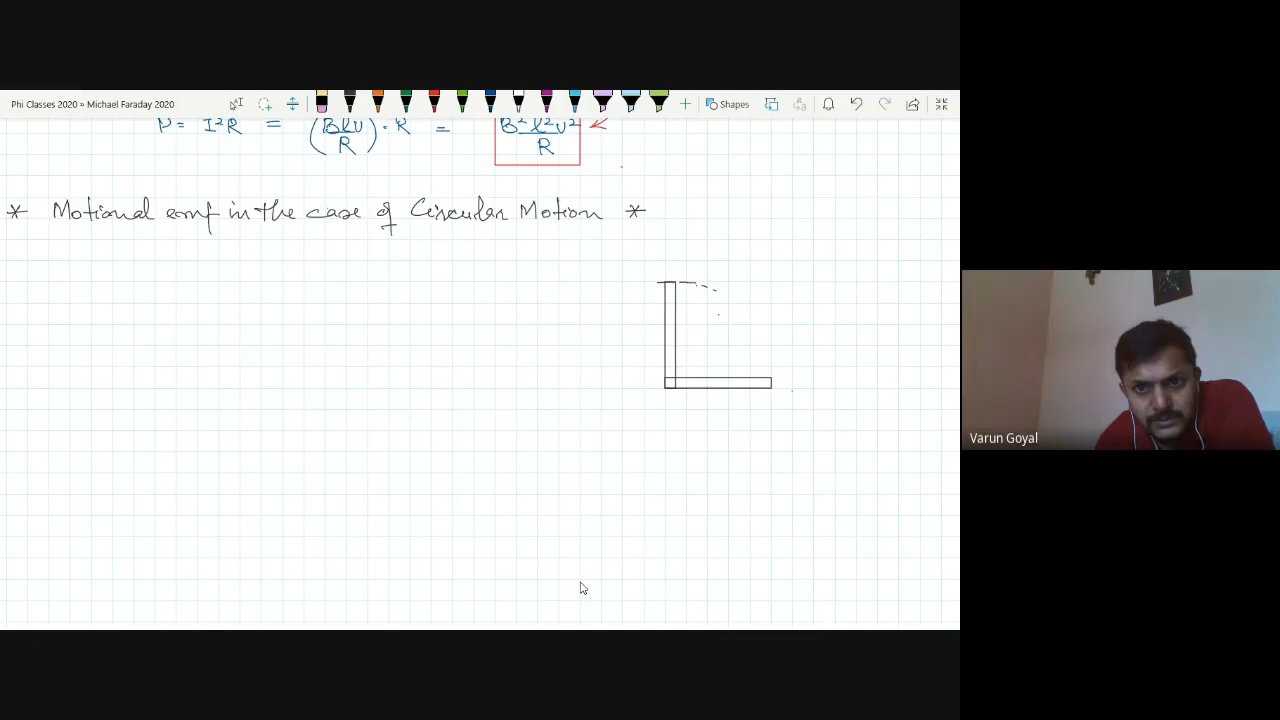 Phi Classes 2020 » Michael Faraday 2020
Shapes
P = I²R = (Blv/R)·R = B²l²v²/R
* Motional emf in the case of Circular Motion *
Varun Goyal